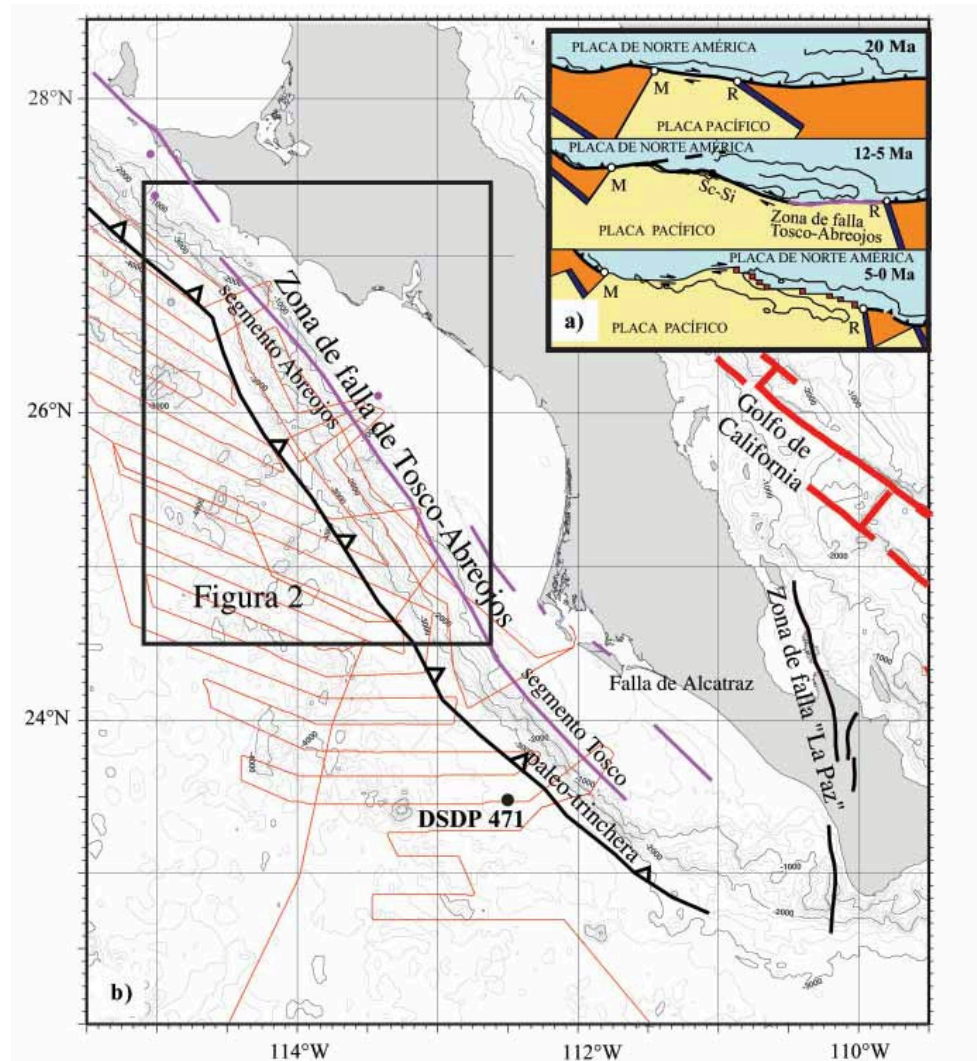 PLACA DE NORTE AMÉRICA
20 Ma
M
R
PLACA PACÍFICO
PLACA DE NORTE AMÉRICA
12-5 Ma
M
Sc-Si
R
Zona de falla
Tosco-Abreojos
PLACA PACÍFICO
PLACA DE NORTE AMÉRICA
5-0 Ma
M
a)
PLACA PACÍFICO
R
28°N
26°N
24°N
Zona de falla de Tosco-Abreojos
segmento Abreojos
Golfo de
California
Figura 2
Zona de falla "La Paz"
Falla de Alcatraz
segmento Tosco
paleo-trinchera
DSDP 471
b)
114°W
112°W
110°W